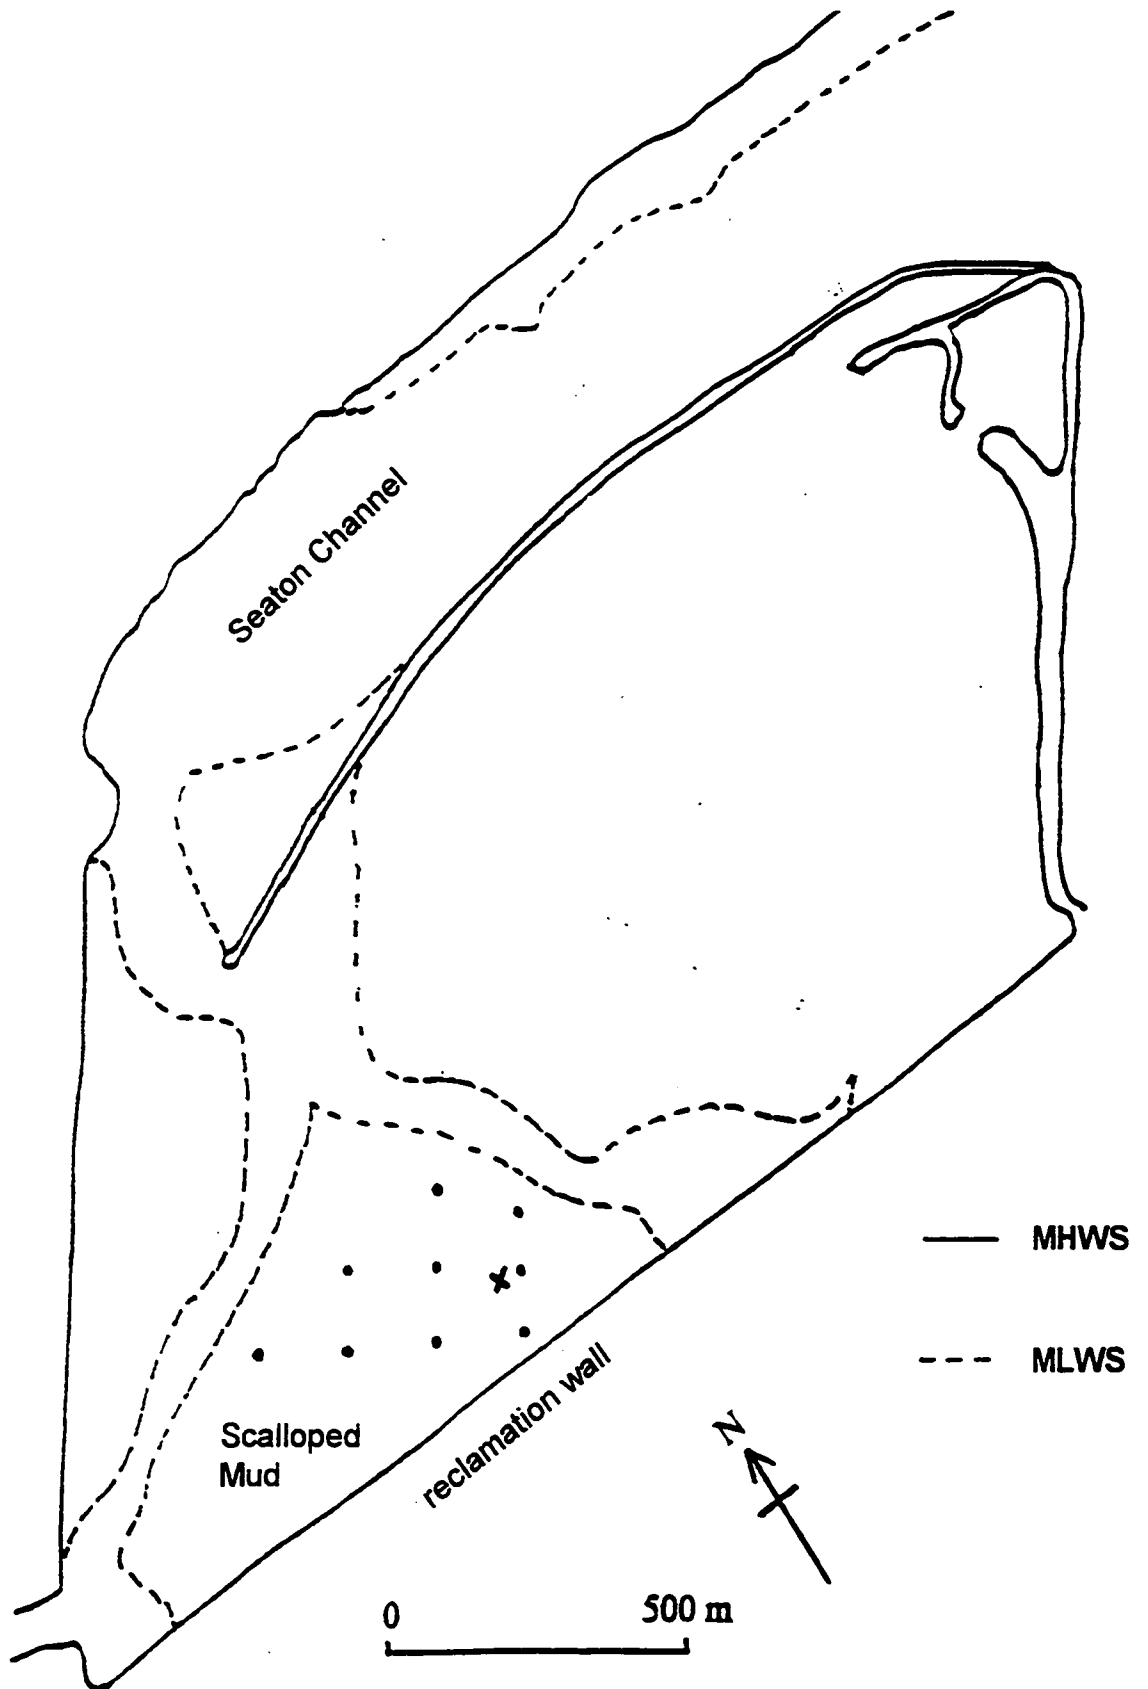 Seaton Channel
MHWS
MLWS
reclamation wall
Scalloped
Mud
N
0 500 m